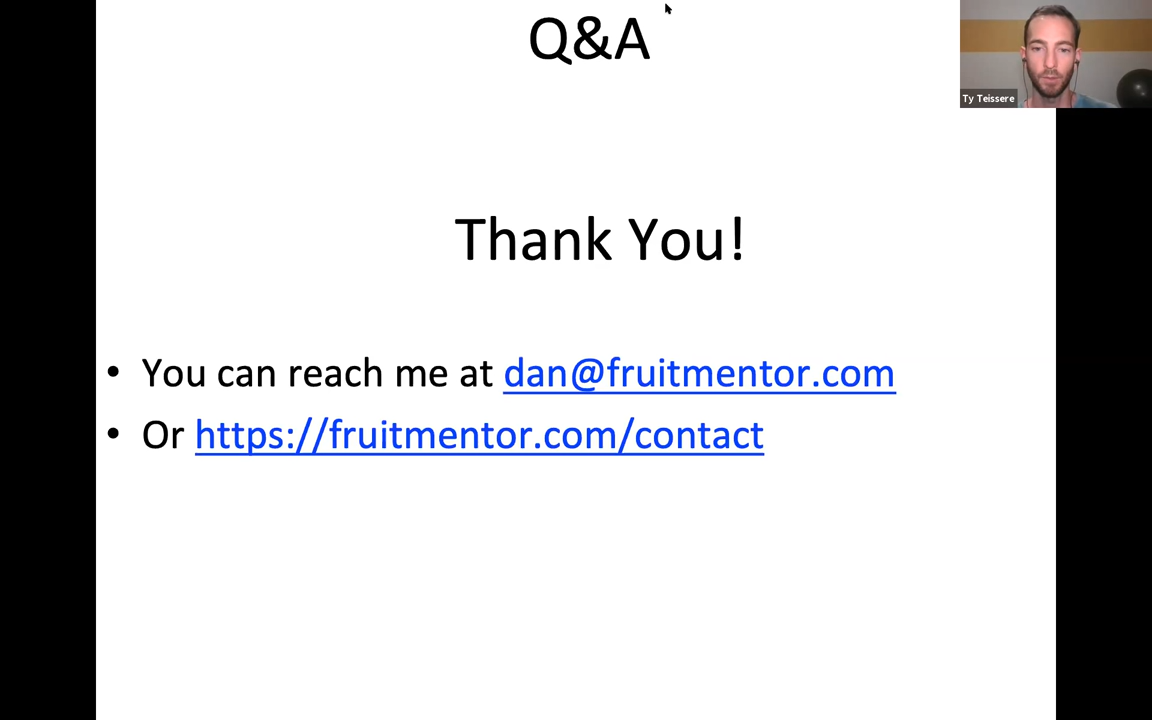 Q&A
Ty Teissere
Thank You!
• You can reach me at dan@fruitmentor.com
• Or https://fruitmentor.com/contact